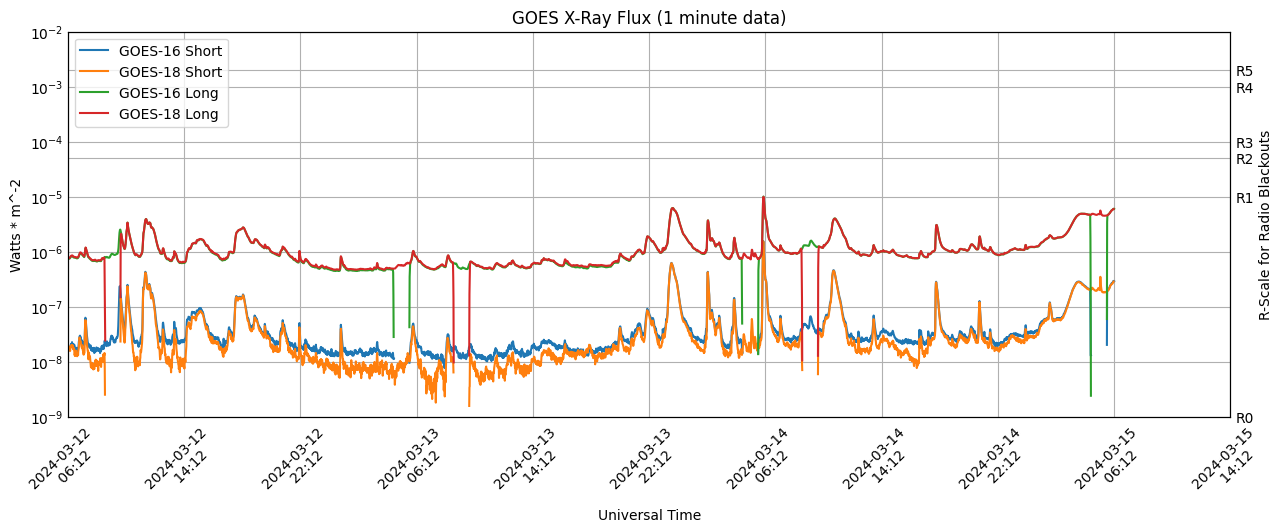 GOES X-Ray Flux (1 minute data)
GOES-16 Short
GOES-18 Short
GOES-16 Long
GOES-18 Long
10^-2
10^-3
10^-4
10^-5
10^-6
10^-7
10^-8
10^-9
Watts * m^-2
R5
R4
R3
R2
R1
R0
R-Scale for Radio Blackouts
2024-03-12
06:12
2024-03-12
14:12
2024-03-12
22:12
2024-03-13
06:12
2024-03-13
14:12
2024-03-13
22:12
2024-03-14
06:12
2024-03-14
14:12
2024-03-14
22:12
2024-03-15
06:12
2024-03-15
14:12
Universal Time